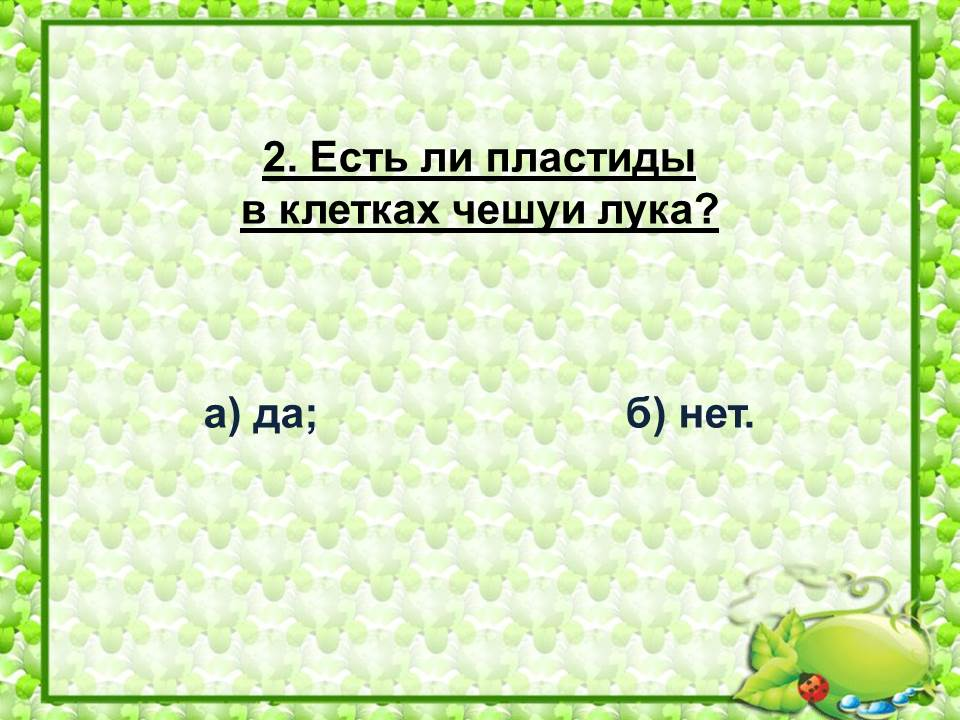 2. Есть ли пластиды
в клетках чешуи лука?
а) да; б) нет.